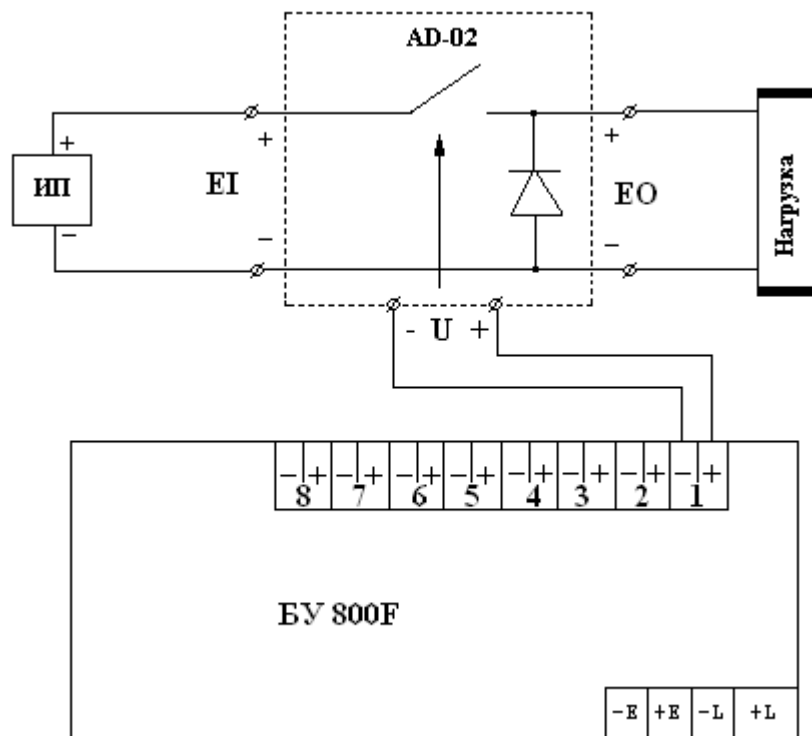 AD-02
+ + +
ИП EI EO Нагрузка
− − −
- U +
− + − + − + − + − + − + − + − +
8 7 6 5 4 3 2 1
БУ 800F
-E +E -L +L